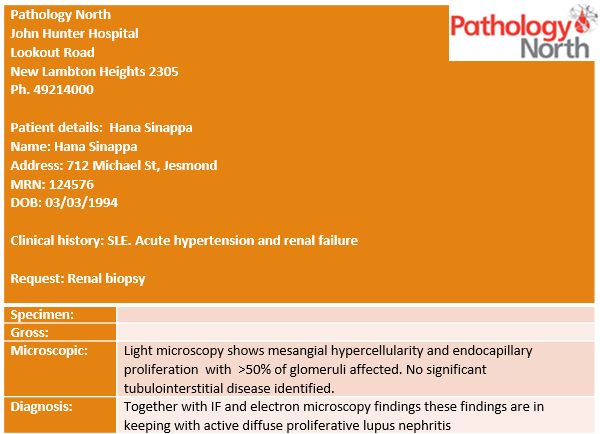 Pathology North
John Hunter Hospital
Lookout Road
New Lambton Heights 2305
Ph. 49214000
Pathology
North
Patient details:  Hana Sinappa
Name: Hana Sinappa
Address: 712 Michael St, Jesmond
MRN: 124576
DOB: 03/03/1994
Clinical history: SLE. Acute hypertension and renal failure
Request: Renal biopsy
Specimen:
Gross:
Microscopic: Light microscopy shows mesangial hypercellularity and endocapillary
proliferation  with  >50% of glomeruli affected. No significant
tubulointerstitial disease identified.
Diagnosis: Together with IF and electron microscopy findings these findings are in
keeping with active diffuse proliferative lupus nephritis